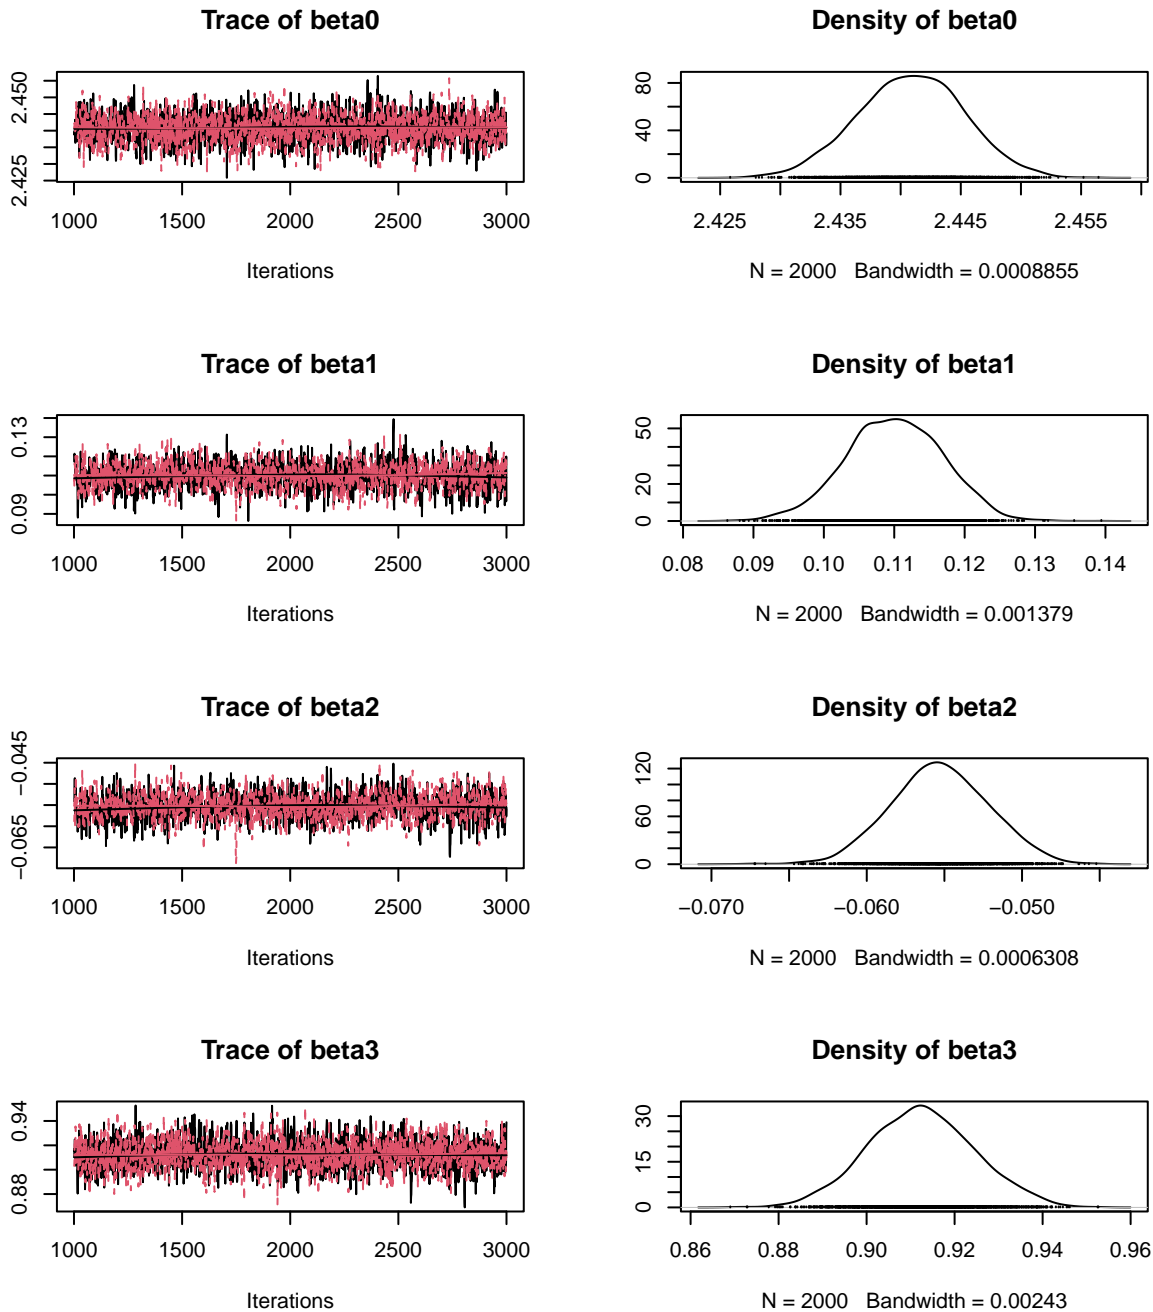 Trace of beta0
2.425 2.450
1000 1500 2000 2500 3000
Iterations
Density of beta0
0 40 80
2.425 2.435 2.445 2.455
N = 2000 Bandwidth = 0.0008855
Trace of beta1
0.09 0.13
1000 1500 2000 2500 3000
Iterations
Density of beta1
0 20 50
0.08 0.09 0.10 0.11 0.12 0.13 0.14
N = 2000 Bandwidth = 0.001379
Trace of beta2
−0.065 −0.045
1000 1500 2000 2500 3000
Iterations
Density of beta2
0 60 120
−0.070 −0.060 −0.050
N = 2000 Bandwidth = 0.0006308
Trace of beta3
0.88 0.94
1000 1500 2000 2500 3000
Iterations
Density of beta3
0 15 30
0.86 0.88 0.90 0.92 0.94 0.96
N = 2000 Bandwidth = 0.00243